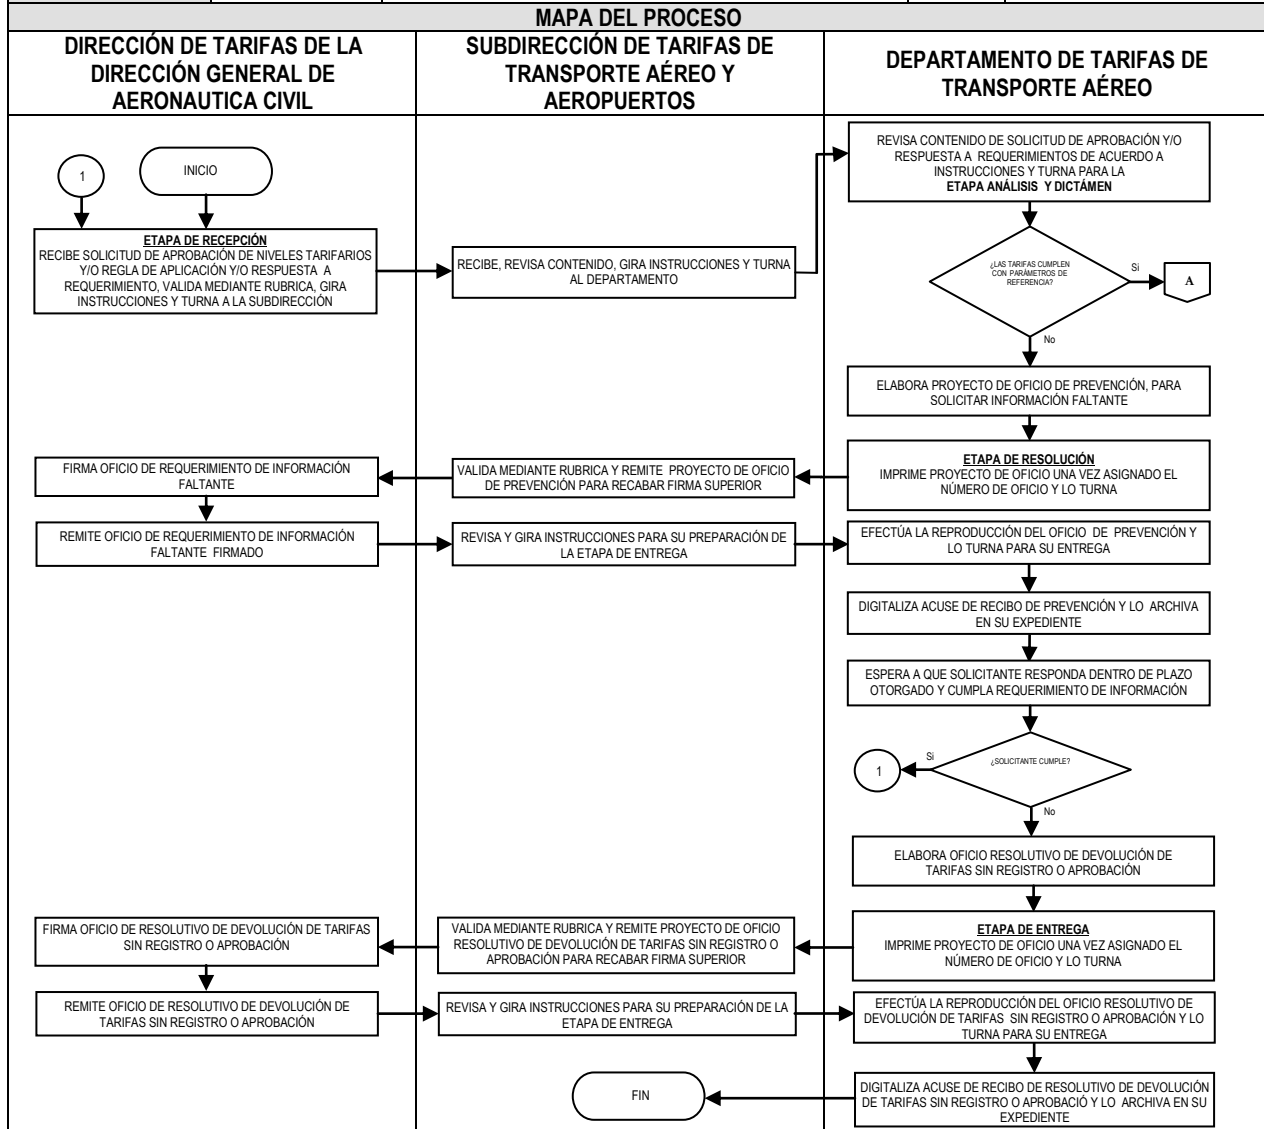 MAPA DEL PROCESO
DIRECCIÓN DE TARIFAS DE LA
DIRECCIÓN GENERAL DE
AERONAUTICA CIVIL
SUBDIRECCIÓN DE TARIFAS DE
TRANSPORTE AÉREO Y
AEROPUERTOS
DEPARTAMENTO DE TARIFAS DE
TRANSPORTE AÉREO
1
INICIO
REVISA CONTENIDO DE SOLICITUD DE APROBACIÓN Y/O
RESPUESTA A REQUERIMIENTOS DE ACUERDO A
INSTRUCCIONES Y TURNA PARA LA
ETAPA ANÁLISIS Y DICTÁMEN
ETAPA DE RECEPCIÓN
RECIBE SOLICITUD DE APROBACIÓN DE NIVELES TARIFARIOS
Y/O REGLA DE APLICACIÓN Y/O RESPUESTA A
REQUERIMIENTO, VALIDA MEDIANTE RUBRICA, GIRA
INSTRUCCIONES Y TURNA A LA SUBDIRECCIÓN
RECIBE, REVISA CONTENIDO, GIRA INSTRUCCIONES Y TURNA
AL DEPARTAMENTO
¿LAS TARIFAS CUMPLEN
CON PARÁMETROS DE
REFERENCIA?
Si
A
No
ELABORA PROYECTO DE OFICIO DE PREVENCIÓN, PARA
SOLICITAR INFORMACIÓN FALTANTE
FIRMA OFICIO DE REQUERIMIENTO DE INFORMACIÓN
FALTANTE
VALIDA MEDIANTE RUBRICA Y REMITE PROYECTO DE OFICIO
DE PREVENCIÓN PARA RECABAR FIRMA SUPERIOR
ETAPA DE RESOLUCIÓN
IMPRIME PROYECTO DE OFICIO UNA VEZ ASIGNADO EL
NÚMERO DE OFICIO Y LO TURNA
REMITE OFICIO DE REQUERIMIENTO DE INFORMACIÓN
FALTANTE FIRMADO
REVISA Y GIRA INSTRUCCIONES PARA SU PREPARACIÓN DE
LA ETAPA DE ENTREGA
EFECTÚA LA REPRODUCCIÓN DEL OFICIO DE PREVENCIÓN Y
LO TURNA PARA SU ENTREGA
DIGITALIZA ACUSE DE RECIBO DE PREVENCIÓN Y LO ARCHIVA
EN SU EXPEDIENTE
ESPERA A QUE SOLICITANTE RESPONDA DENTRO DE PLAZO
OTORGADO Y CUMPLA REQUERIMIENTO DE INFORMACIÓN
1
Si
¿SOLICITANTE CUMPLE?
No
ELABORA OFICIO RESOLUTIVO DE DEVOLUCIÓN DE
TARIFAS SIN REGISTRO O APROBACIÓN
FIRMA OFICIO DE RESOLUTIVO DE DEVOLUCIÓN DE TARIFAS
SIN REGISTRO O APROBACIÓN
VALIDA MEDIANTE RUBRICA Y REMITE PROYECTO DE OFICIO
RESOLUTIVO DE DEVOLUCIÓN DE TARIFAS SIN REGISTRO O
APROBACIÓN PARA RECABAR FIRMA SUPERIOR
ETAPA DE ENTREGA
IMPRIME PROYECTO DE OFICIO UNA VEZ ASIGNADO EL
NÚMERO DE OFICIO Y LO TURNA
REMITE OFICIO DE RESOLUTIVO DE DEVOLUCIÓN DE
TARIFAS SIN REGISTRO O APROBACIÓN
REVISA Y GIRA INSTRUCCIONES PARA SU PREPARACIÓN DE LA
ETAPA DE ENTREGA
EFECTÚA LA REPRODUCCIÓN DEL OFICIO RESOLUTIVO DE
DEVOLUCIÓN DE TARIFAS SIN REGISTRO O APROBACIÓN Y LO
TURNA PARA SU ENTREGA
FIN
DIGITALIZA ACUSE DE RECIBO DE RESOLUTIVO DE DEVOLUCIÓN
DE TARIFAS SIN REGISTRO O APROBACIÓ Y LO ARCHIVA EN SU
EXPEDIENTE